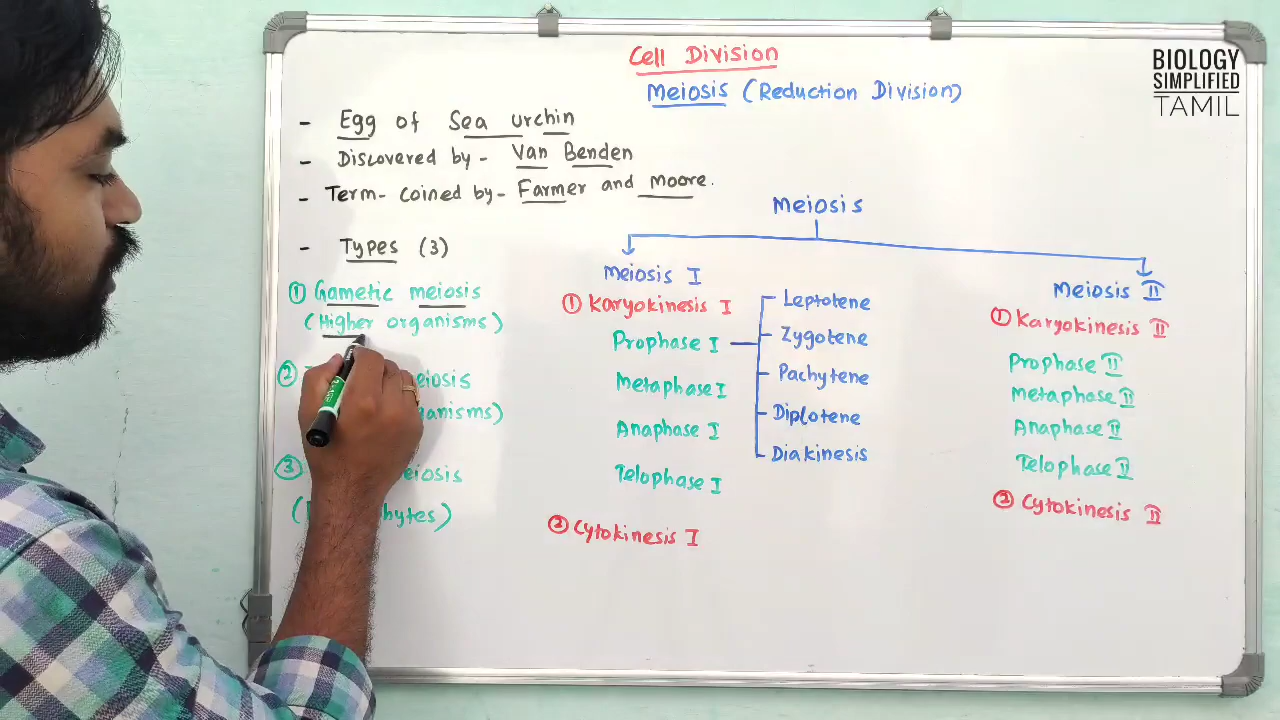 Cell Division
Meiosis (Reduction Division)
BIOLOGY
SIMPLIFIED
TAMIL
- Egg of Sea urchin
- Discovered by - Van Benden
- Term - coined by - Farmer and moore.
- Types (3)
① Gametic meiosis
(Higher organisms)
②
③
Meiosis
Meiosis I
① Karyokinesis I
Prophase I
Metaphase I
Anaphase I
Telophase I
② Cytokinesis I
Leptotene
Zygotene
Pachytene
Diplotene
Diakinesis
Meiosis II
① Karyokinesis II
Prophase II
Metaphase II
Anaphase II
Telophase II
② Cytokinesis II